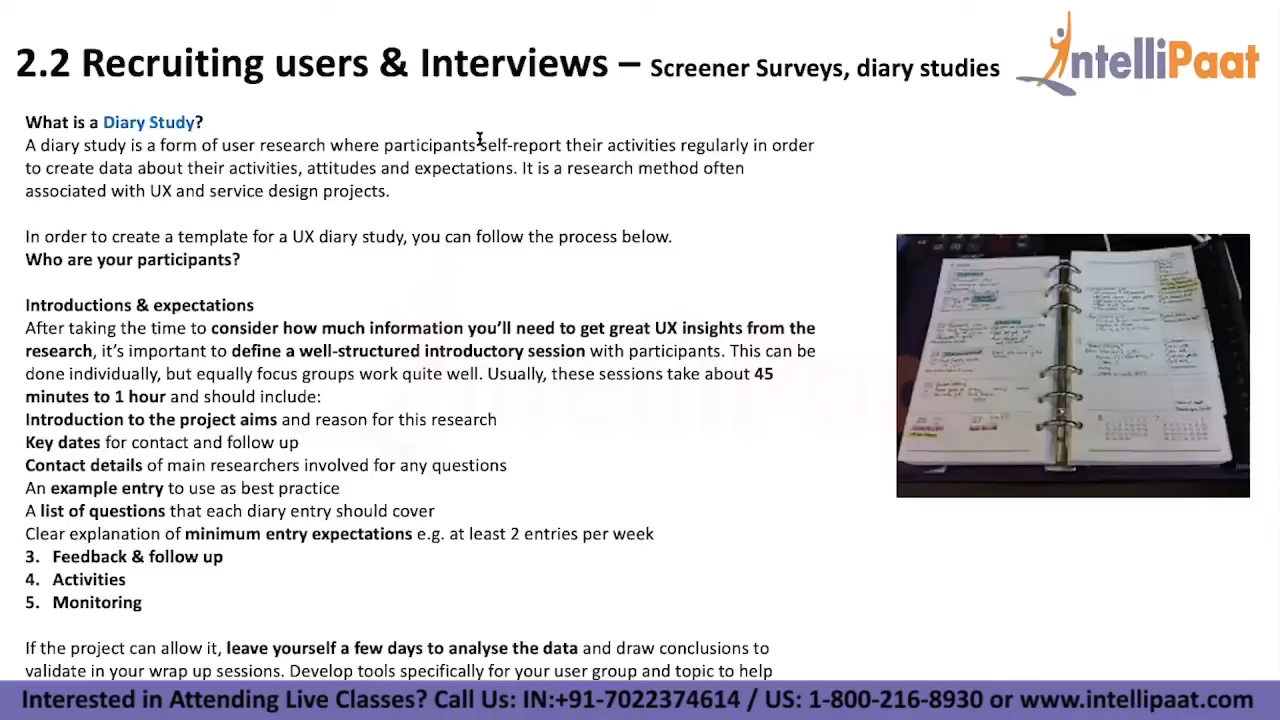 2.2 Recruiting users & Interviews – Screener Surveys, diary studies
IntelliPaat
What is a Diary Study?
A diary study is a form of user research where participants self-report their activities regularly in order
to create data about their activities, attitudes and expectations. It is a research method often
associated with UX and service design projects.
In order to create a template for a UX diary study, you can follow the process below.
Who are your participants?
Introductions & expectations
After taking the time to consider how much information you'll need to get great UX insights from the
research, it's important to define a well-structured introductory session with participants. This can be
done individually, but equally focus groups work quite well. Usually, these sessions take about 45
minutes to 1 hour and should include:
Introduction to the project aims and reason for this research
Key dates for contact and follow up
Contact details of main researchers involved for any questions
An example entry to use as best practice
A list of questions that each diary entry should cover
Clear explanation of minimum entry expectations e.g. at least 2 entries per week
3. Feedback & follow up
4. Activities
5. Monitoring
If the project can allow it, leave yourself a few days to analyse the data and draw conclusions to
validate in your wrap up sessions. Develop tools specifically for your user group and topic to help
Interested in Attending Live Classes? Call Us: IN:+91-7022374614 / US: 1-800-216-8930 or www.intellipaat.com